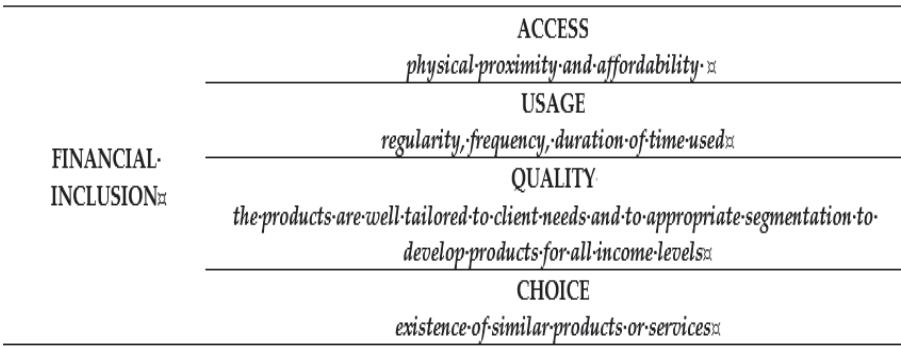 ACCESS
physical·proximity·and·affordability·¤
USAGE
regularity,·frequency,·duration·of·time·used¤
FINANCIAL·
INCLUSION¤
QUALITY
the·products·are·well·tailored·to·client·needs·and·to·appropriate·segmentation·to·
develop·products·for·all·income·levels¤
CHOICE
existence·of·similar·products·or·services¤